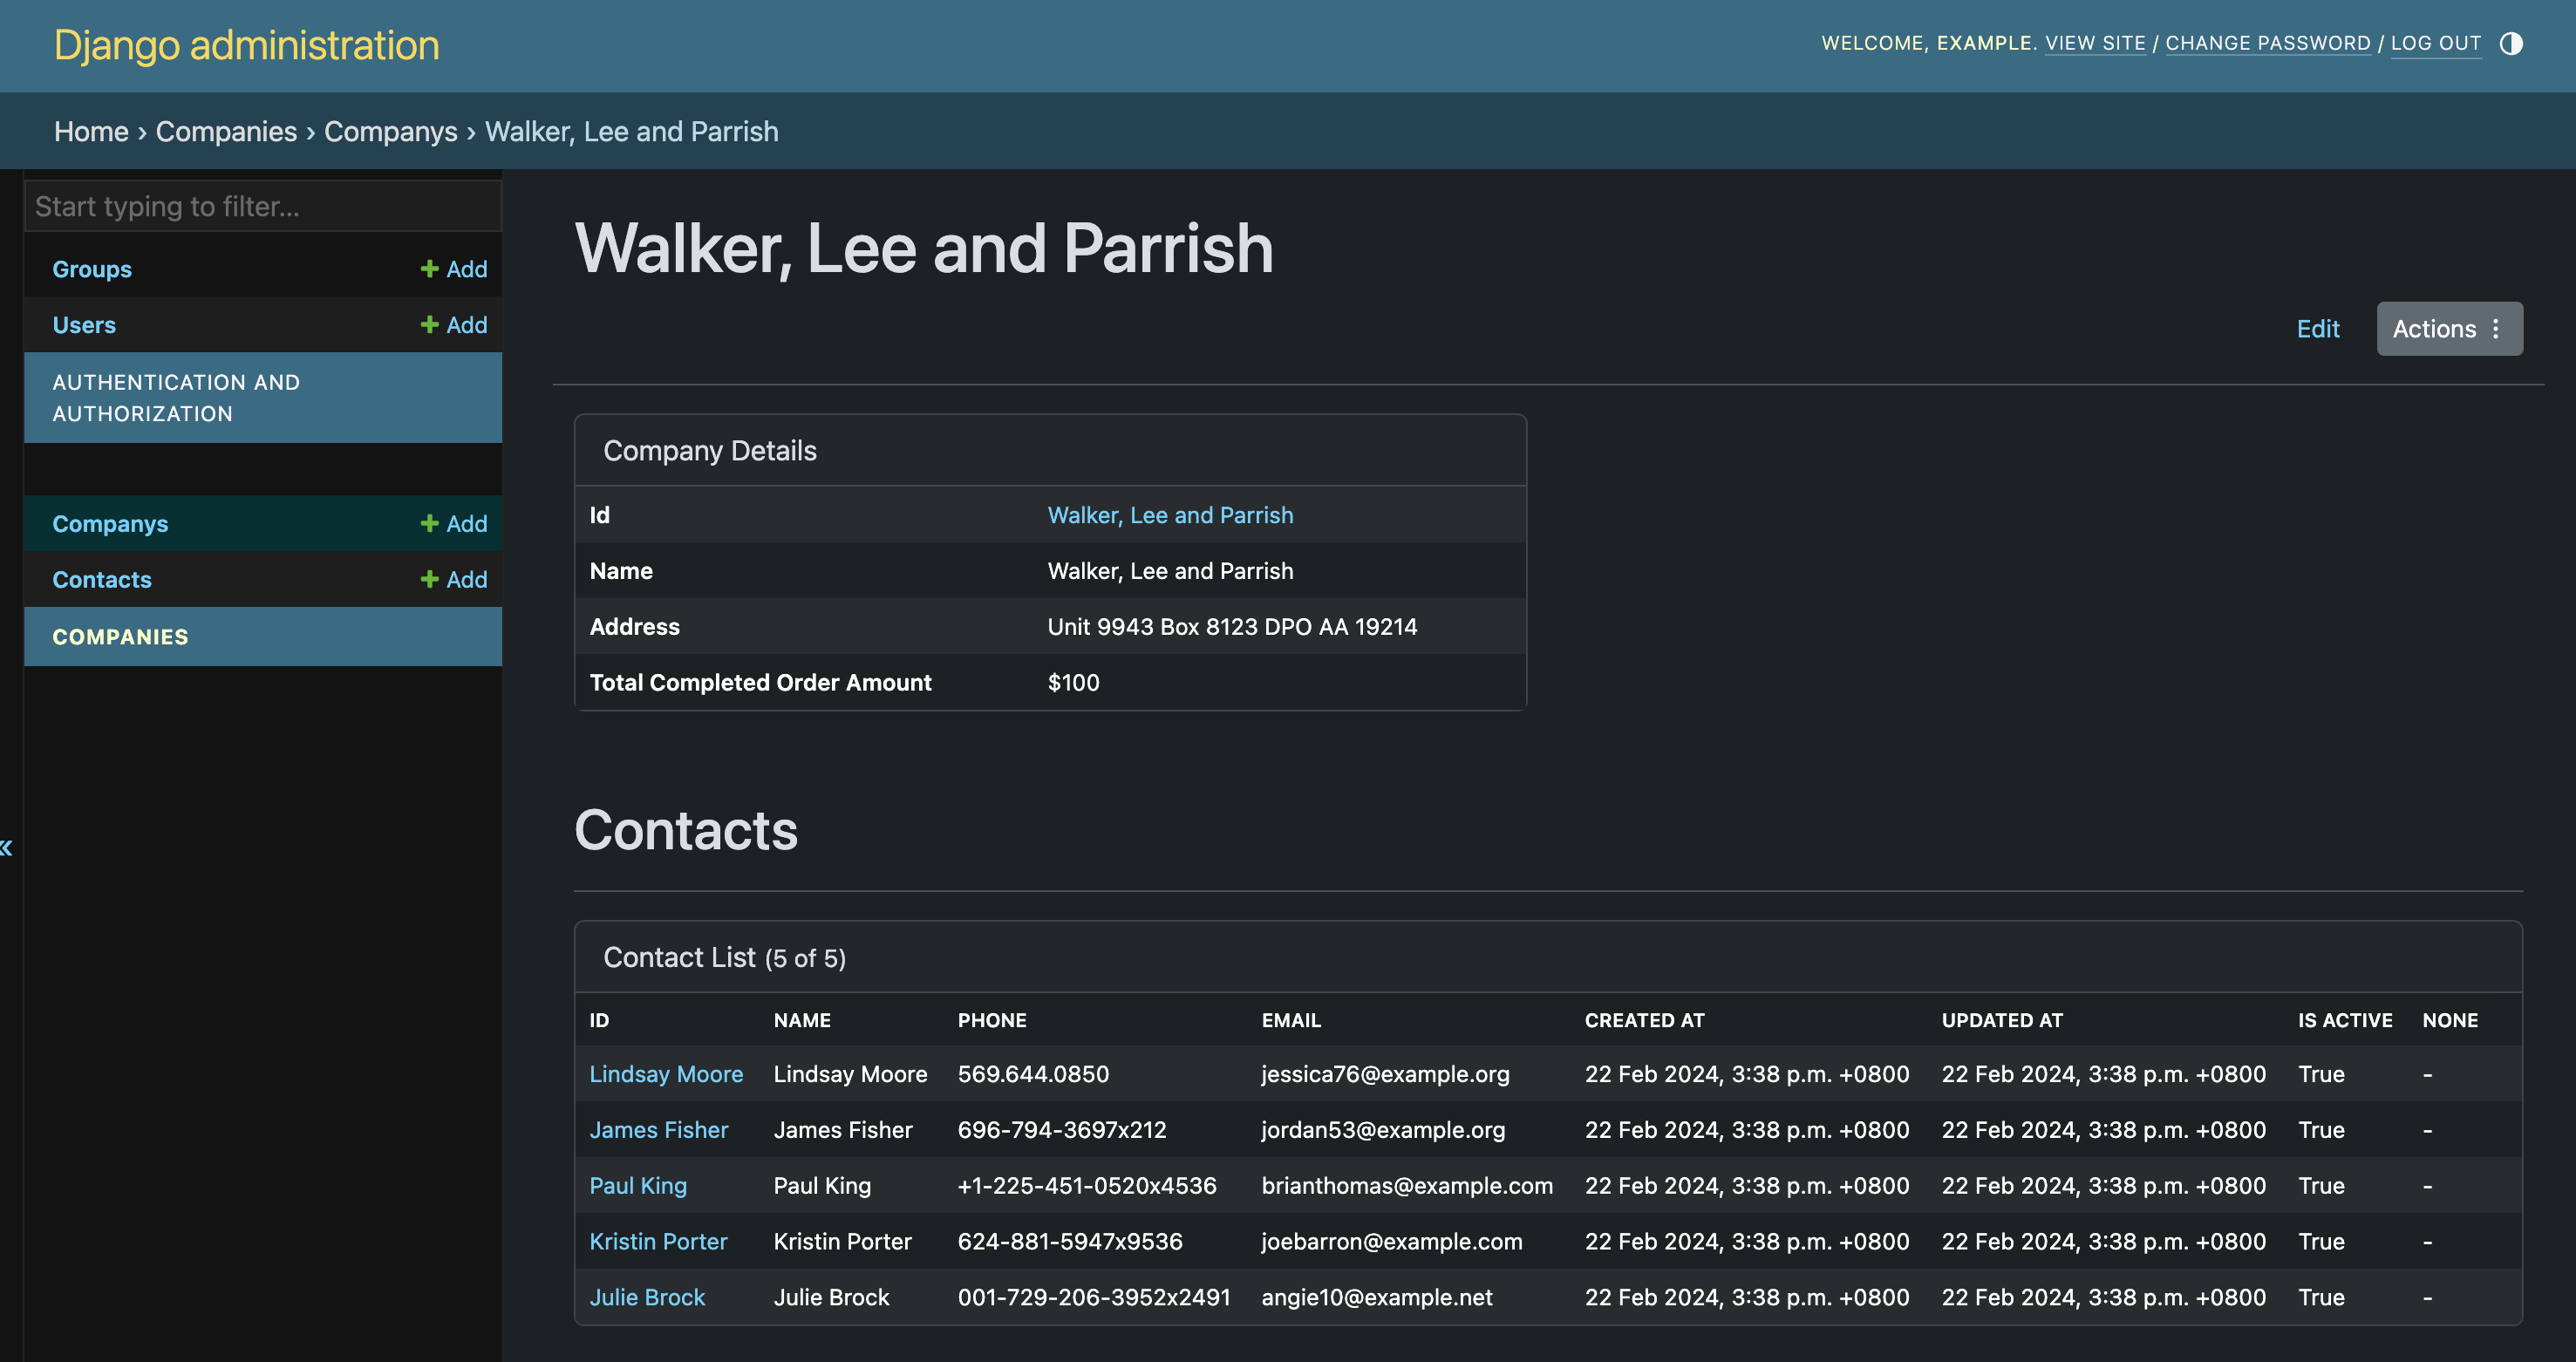 Django administration
WELCOME, EXAMPLE. VIEW SITE / CHANGE PASSWORD / LOG OUT
Home › Companies › Companys › Walker, Lee and Parrish
Start typing to filter...
Groups + Add
Users + Add
AUTHENTICATION AND
AUTHORIZATION
Companys + Add
Contacts + Add
COMPANIES
«
Walker, Lee and Parrish
Edit
Actions ⋮
Company Details
Id Walker, Lee and Parrish
Name Walker, Lee and Parrish
Address Unit 9943 Box 8123 DPO AA 19214
Total Completed Order Amount $100
Contacts
Contact List (5 of 5)
ID NAME PHONE EMAIL CREATED AT UPDATED AT IS ACTIVE NONE
Lindsay Moore Lindsay Moore 569.644.0850 jessica76@example.org 22 Feb 2024, 3:38 p.m. +0800 22 Feb 2024, 3:38 p.m. +0800 True -
James Fisher James Fisher 696-794-3697x212 jordan53@example.org 22 Feb 2024, 3:38 p.m. +0800 22 Feb 2024, 3:38 p.m. +0800 True -
Paul King Paul King +1-225-451-0520x4536 brianthomas@example.com 22 Feb 2024, 3:38 p.m. +0800 22 Feb 2024, 3:38 p.m. +0800 True -
Kristin Porter Kristin Porter 624-881-5947x9536 joebarron@example.com 22 Feb 2024, 3:38 p.m. +0800 22 Feb 2024, 3:38 p.m. +0800 True -
Julie Brock Julie Brock 001-729-206-3952x2491 angie10@example.net 22 Feb 2024, 3:38 p.m. +0800 22 Feb 2024, 3:38 p.m. +0800 True -